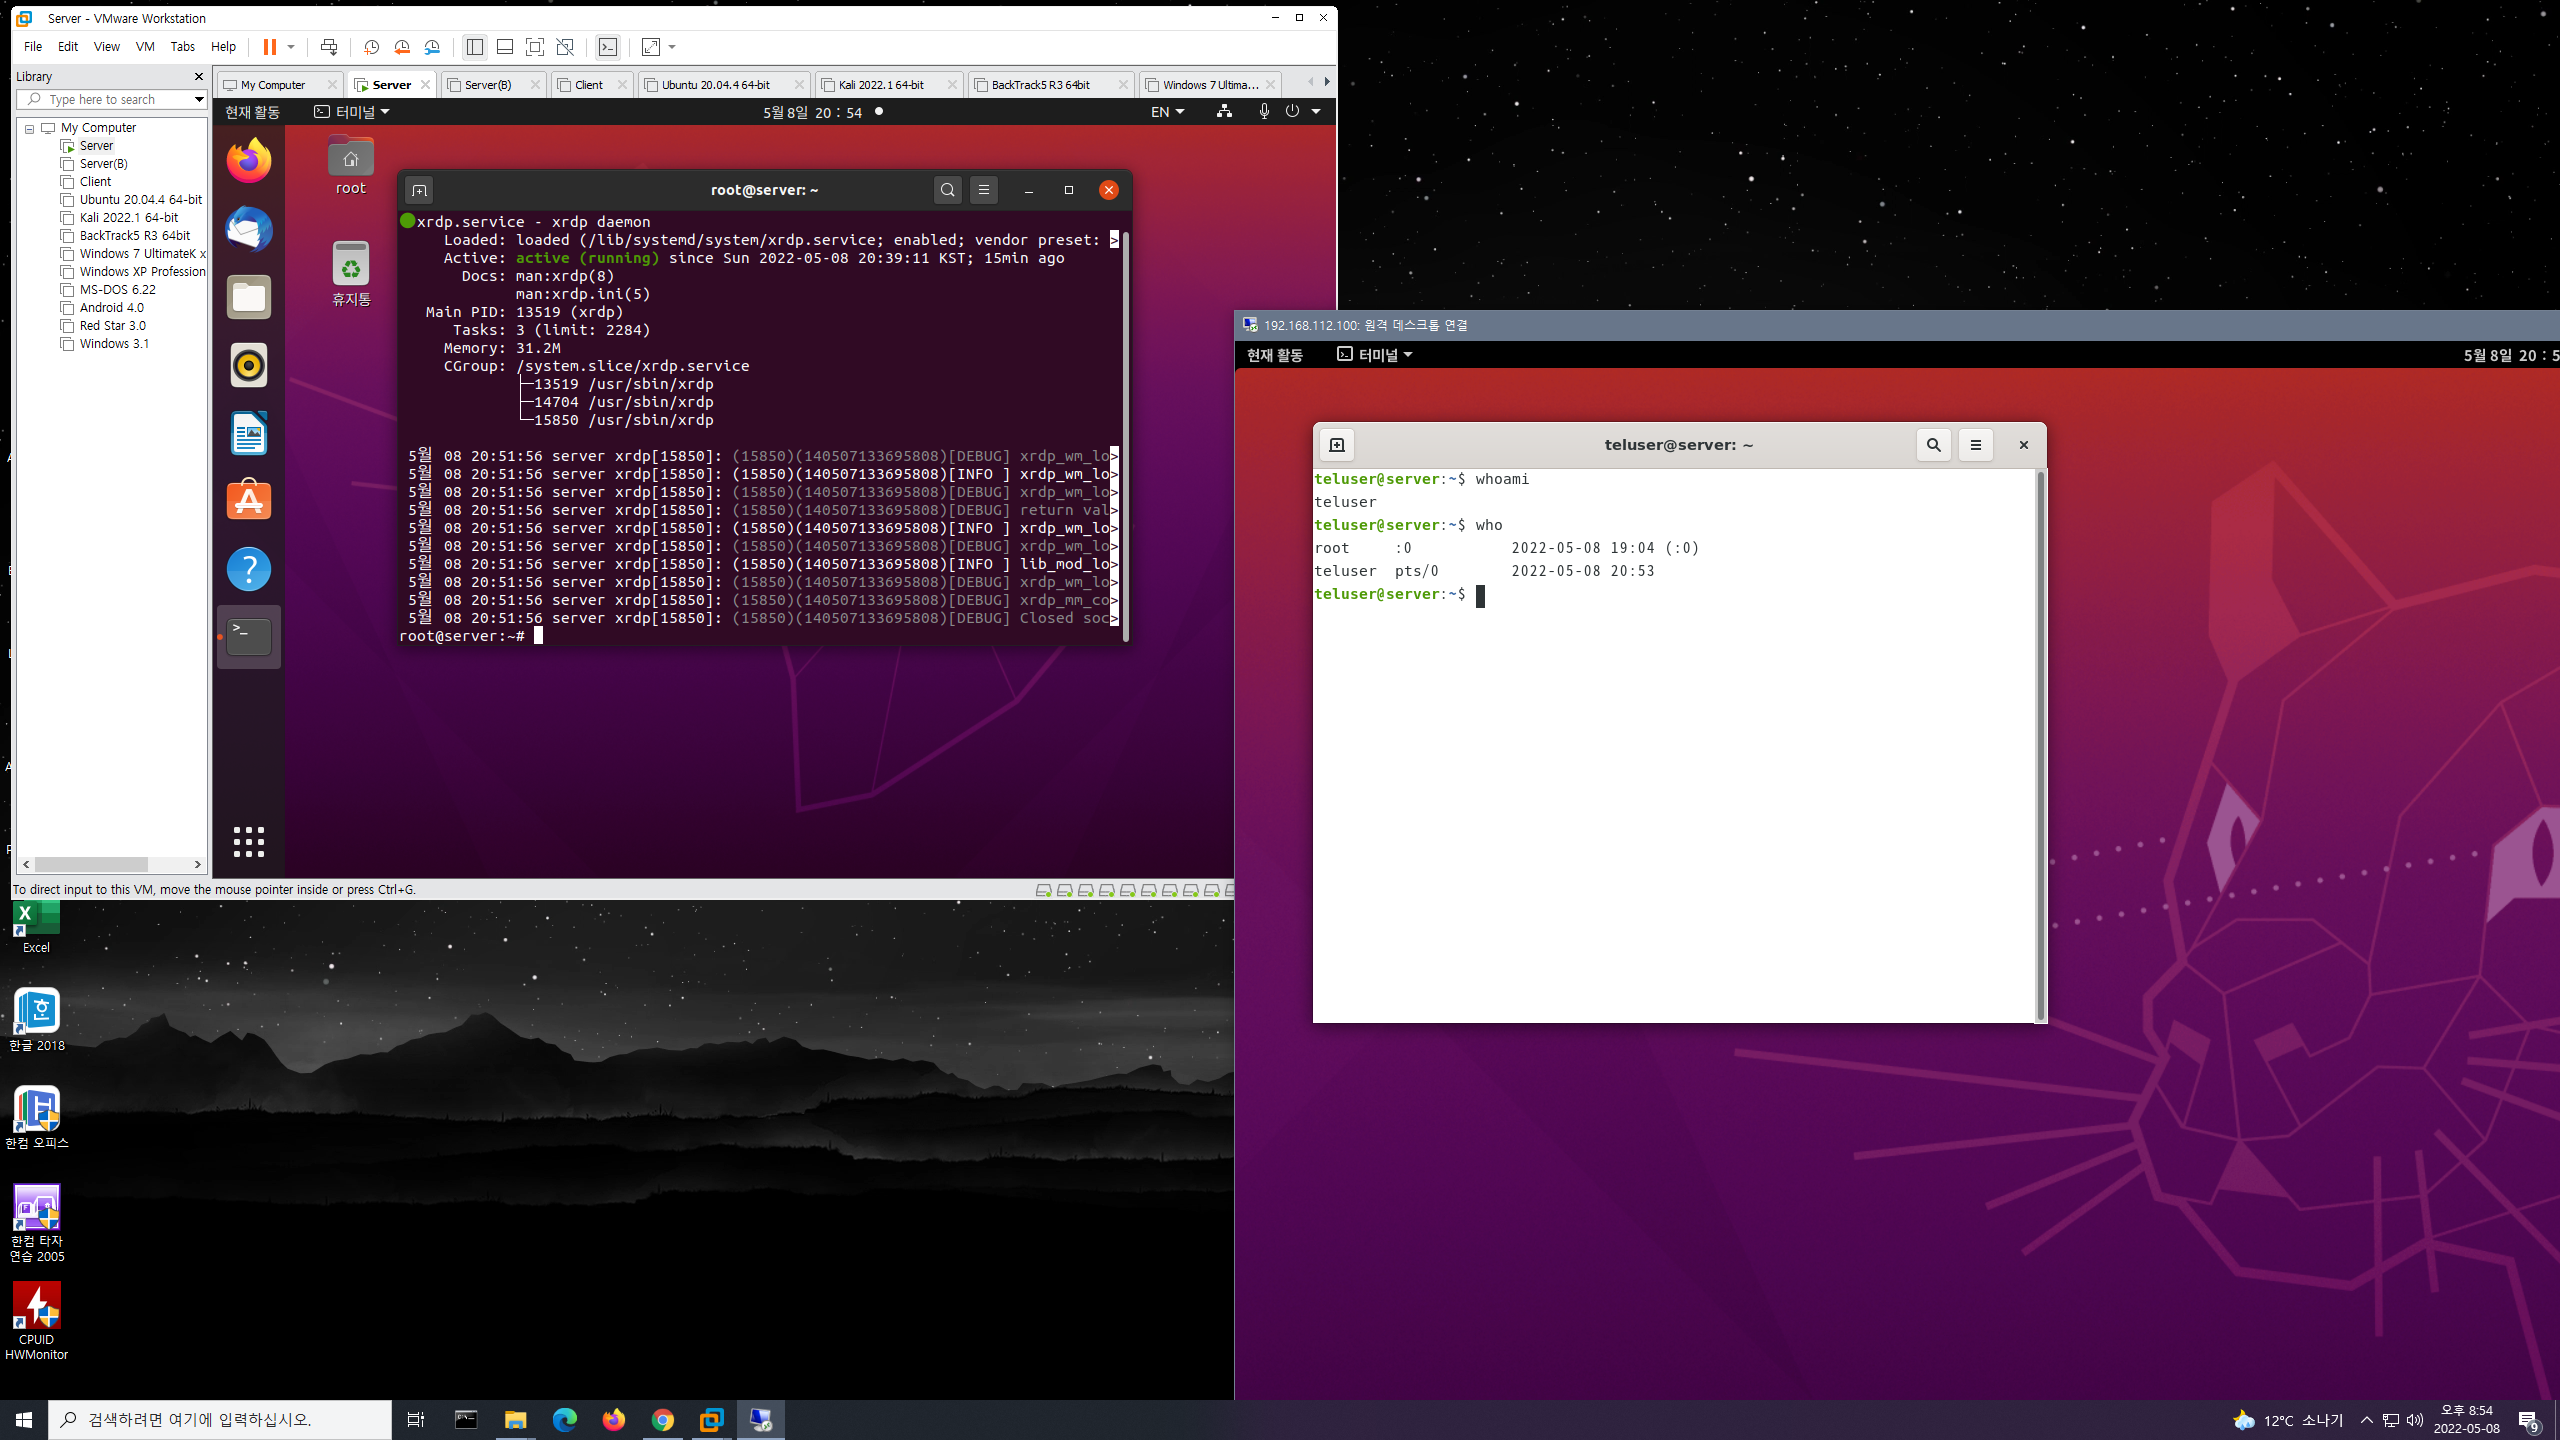 Server - VMware Workstation
File Edit View VM Tabs Help
Library
Type here to search
My Computer
Server
Server(B)
Client
Ubuntu 20.04.4 64-bit
Kali 2022.1 64-bit
BackTrack5 R3 64bit
Windows 7 UltimateK x
Windows XP Profession
MS-DOS 6.22
Android 4.0
Red Star 3.0
Windows 3.1
My Computer Server Server(B) Client Ubuntu 20.04.4 64-bit Kali 2022.1 64-bit BackTrack5 R3 64bit Windows 7 Ultima...
현재 활동 터미널 5월 8일 20 : 54 EN
root
휴지통
root@server: ~
xrdp.service - xrdp daemon
Loaded: loaded (/lib/systemd/system/xrdp.service; enabled; vendor preset: >
Active: active (running) since Sun 2022-05-08 20:39:11 KST; 15min ago
Docs: man:xrdp(8)
man:xrdp.ini(5)
Main PID: 13519 (xrdp)
Tasks: 3 (limit: 2284)
Memory: 31.2M
CGroup: /system.slice/xrdp.service
├─13519 /usr/sbin/xrdp
├─14704 /usr/sbin/xrdp
└─15850 /usr/sbin/xrdp
5월 08 20:51:56 server xrdp[15850]: (15850)(140507133695808)[DEBUG] xrdp_wm_lo>
5월 08 20:51:56 server xrdp[15850]: (15850)(140507133695808)[INFO ] xrdp_wm_lo>
5월 08 20:51:56 server xrdp[15850]: (15850)(140507133695808)[DEBUG] xrdp_wm_lo>
5월 08 20:51:56 server xrdp[15850]: (15850)(140507133695808)[DEBUG] return val>
5월 08 20:51:56 server xrdp[15850]: (15850)(140507133695808)[INFO ] xrdp_wm_lo>
5월 08 20:51:56 server xrdp[15850]: (15850)(140507133695808)[DEBUG] xrdp_wm_lo>
5월 08 20:51:56 server xrdp[15850]: (15850)(140507133695808)[INFO ] lib_mod_lo>
5월 08 20:51:56 server xrdp[15850]: (15850)(140507133695808)[DEBUG] xrdp_wm_lo>
5월 08 20:51:56 server xrdp[15850]: (15850)(140507133695808)[DEBUG] xrdp_mm_co>
5월 08 20:51:56 server xrdp[15850]: (15850)(140507133695808)[DEBUG] Closed soc>
root@server:~#
To direct input to this VM, move the mouse pointer inside or press Ctrl+G.
192.168.112.100: 원격 데스크톱 연결
현재 활동 터미널 5월 8일 20 : 5
teluser@server: ~
teluser@server:~$ whoami
teluser
teluser@server:~$ who
root :0 2022-05-08 19:04 (:0)
teluser pts/0 2022-05-08 20:53
teluser@server:~$
Excel
한글 2018
한컴 오피스
한컴 타자
연습 2005
CPUID
HWMonitor
검색하려면 여기에 입력하십시오.
12°C 소나기
오후 8:54
2022-05-08
9